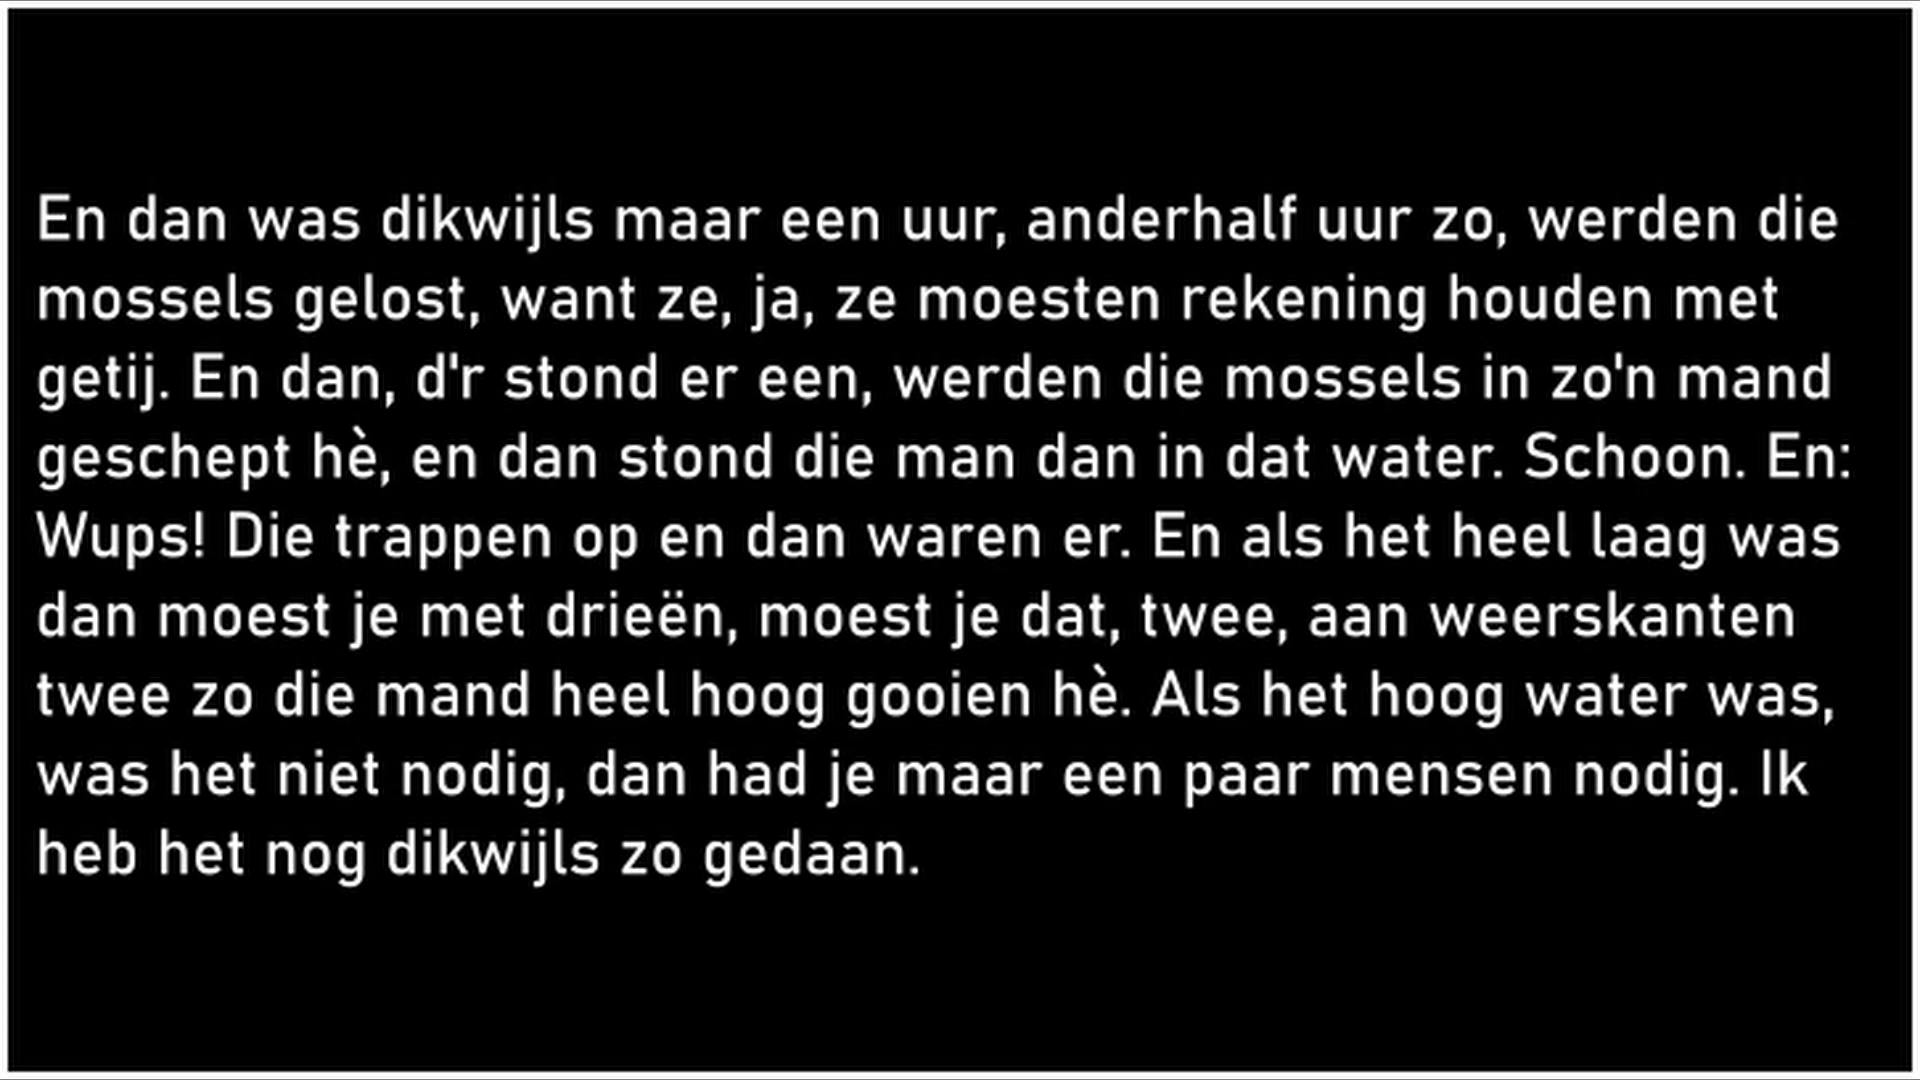 En dan was dikwijls maar een uur, anderhalf uur zo, werden die
mossels gelost, want ze, ja, ze moesten rekening houden met
getij. En dan, d'r stond er een, werden die mossels in zo'n mand
geschept hè, en dan stond die man dan in dat water. Schoon. En:
Wups! Die trappen op en dan waren er. En als het heel laag was
dan moest je met drieën, moest je dat, twee, aan weerskanten
twee zo die mand heel hoog gooien hè. Als het hoog water was,
was het niet nodig, dan had je maar een paar mensen nodig. Ik
heb het nog dikwijls zo gedaan.